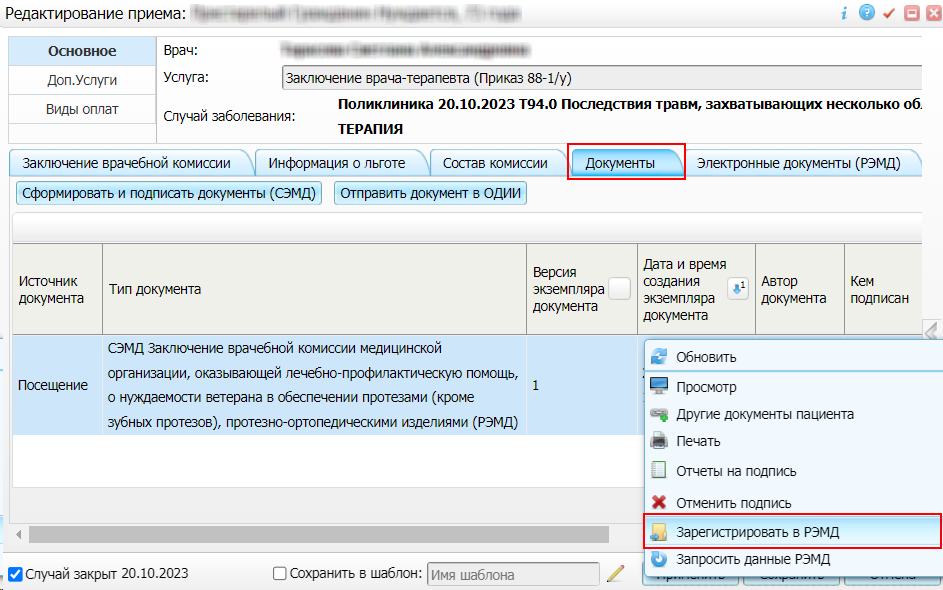 Редактирование приема:
Основное
Доп.Услуги
Виды оплат
Врач:
Услуга:
Заключение врача-терапевта (Приказ 88-1/у)
Случай заболевания:
Поликлиника 20.10.2023 T94.0 Последствия травм, захватывающих несколько об
ТЕРАПИЯ
Заключение врачебной комиссии
Информация о льготе
Состав комиссии
Документы
Электронные документы (РЭМД)
Сформировать и подписать документы (СЭМД)
Отправить документ в ОДИИ
Источник
документа
Тип документа
Версия
экземпляра
документа
Дата и время
создания
экземпляра
документа
1
Автор
документа
Кем
подписан
Посещение
СЭМД Заключение врачебной комиссии медицинской
организации, оказывающей лечебно-профилактическую помощь,
о нуждаемости ветерана в обеспечении протезами (кроме
зубных протезов), протезно-ортопедическими изделиями (РЭМД)
1
Обновить
Просмотр
Другие документы пациента
Печать
Отчеты на подпись
Отменить подпись
Зарегистрировать в РЭМД
Запросить данные РЭМД
Случай закрыт 20.10.2023
Сохранить в шаблон:
Имя шаблона